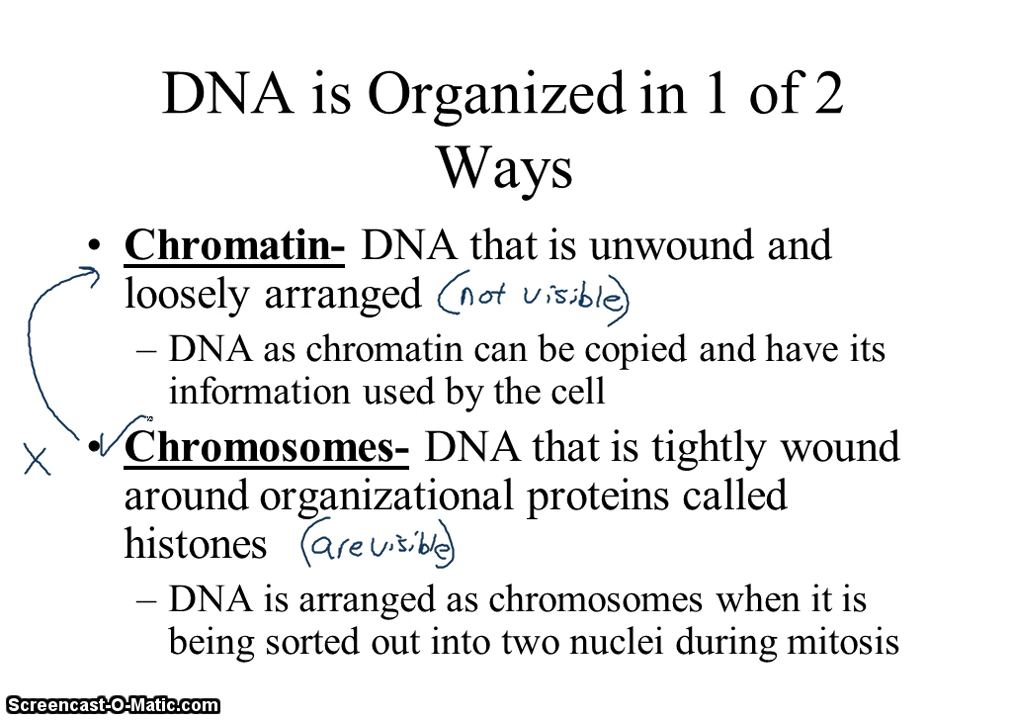 DNA is Organized in 1 of 2
Ways
• Chromatin- DNA that is unwound and
loosely arranged (not visible)
– DNA as chromatin can be copied and have its
information used by the cell
X • Chromosomes- DNA that is tightly wound
around organizational proteins called
histones (are visible)
– DNA is arranged as chromosomes when it is
being sorted out into two nuclei during mitosis
Screencast-O-Matic.com